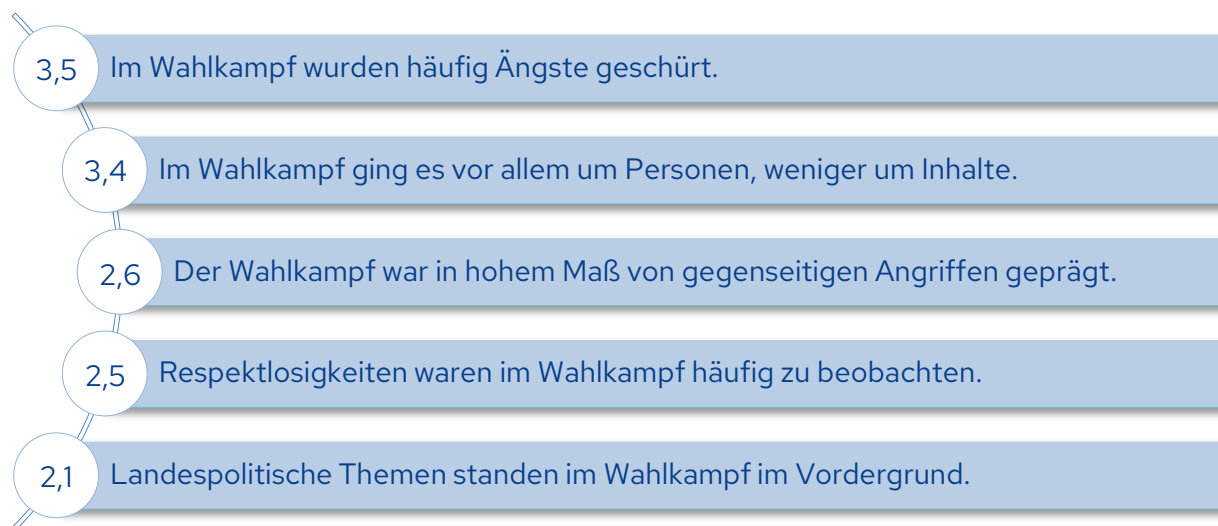 3,5 Im Wahlkampf wurden häufig Ängste geschürt.
3,4 Im Wahlkampf ging es vor allem um Personen, weniger um Inhalte.
2,6 Der Wahlkampf war in hohem Maß von gegenseitigen Angriffen geprägt.
2,5 Respektlosigkeiten waren im Wahlkampf häufig zu beobachten.
2,1 Landespolitische Themen standen im Wahlkampf im Vordergrund.